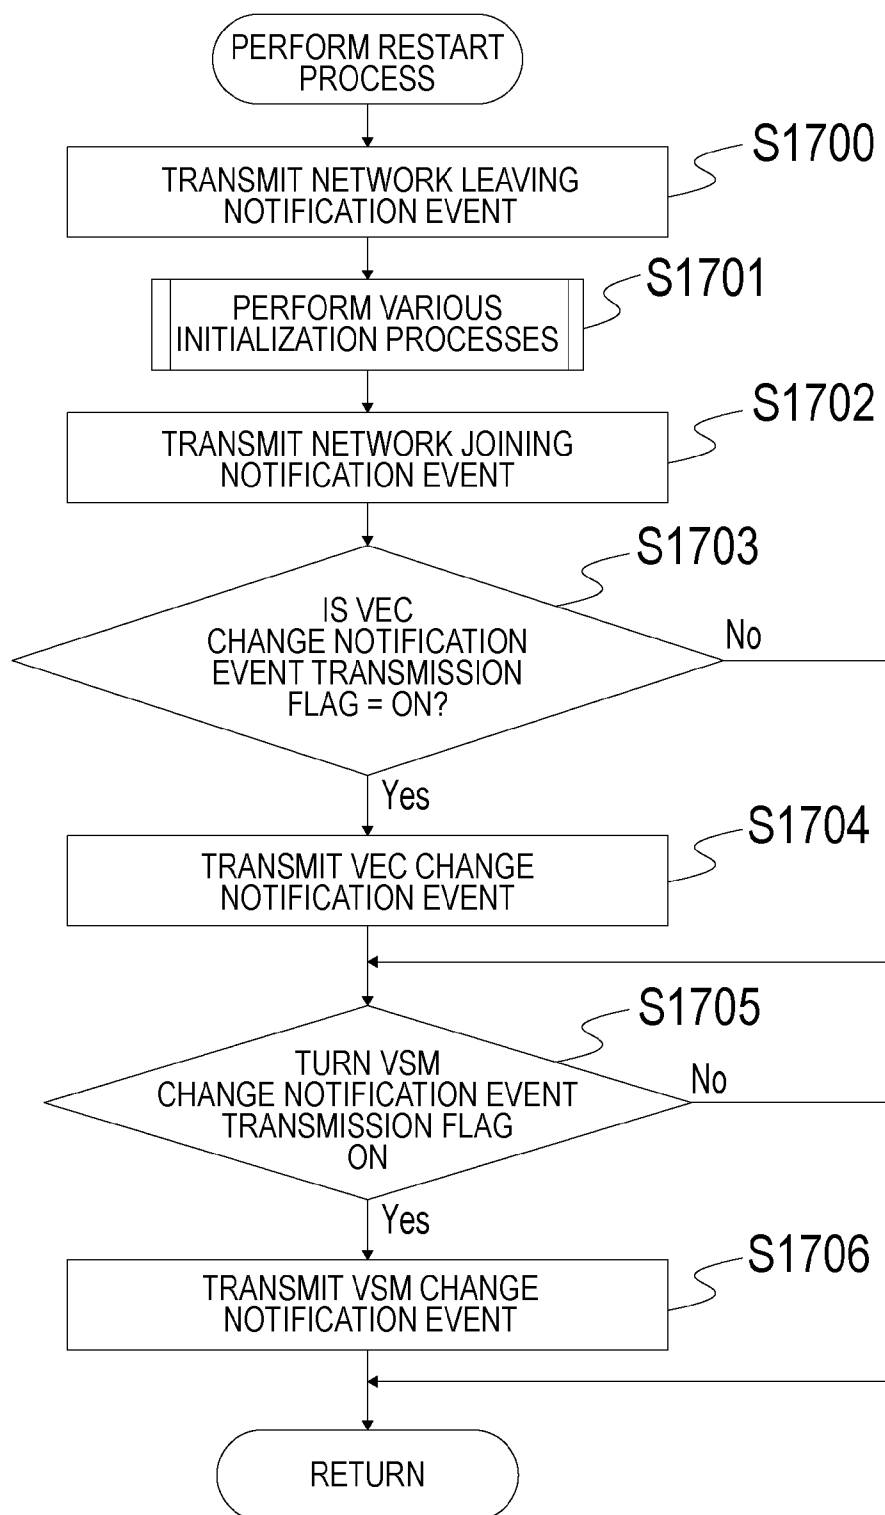 PERFORM RESTART
PROCESS
S1700
TRANSMIT NETWORK LEAVING
NOTIFICATION EVENT
S1701
PERFORM VARIOUS
INITIALIZATION PROCESSES
S1702
TRANSMIT NETWORK JOINING
NOTIFICATION EVENT
S1703
IS VEC
CHANGE NOTIFICATION
EVENT TRANSMISSION
FLAG = ON?
No
Yes
S1704
TRANSMIT VEC CHANGE
NOTIFICATION EVENT
S1705
TURN VSM
CHANGE NOTIFICATION EVENT
TRANSMISSION FLAG
ON
No
Yes
S1706
TRANSMIT VSM CHANGE
NOTIFICATION EVENT
RETURN